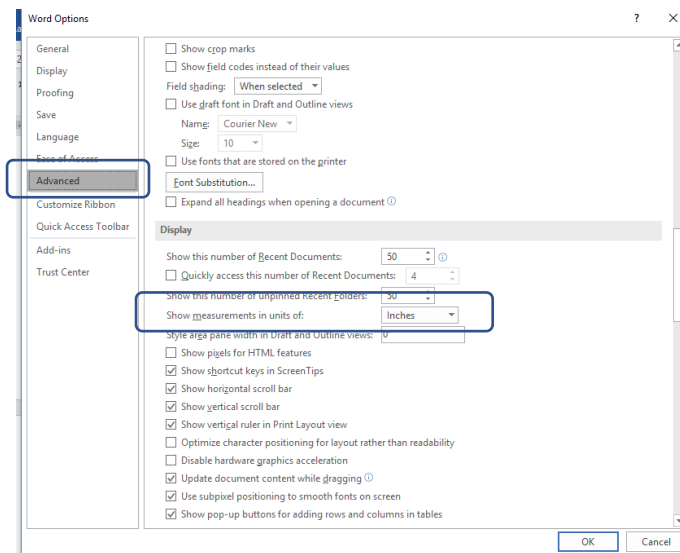 Word Options
?
General
Display
Proofing
Save
Language
Ease of Access
Advanced
Customize Ribbon
Quick Access Toolbar
Add-ins
Trust Center
Show crop marks
Show field codes instead of their values
Field shading: When selected
Use draft font in Draft and Outline views
Name: Courier New
Size: 10
Use fonts that are stored on the printer
Font Substitution...
Expand all headings when opening a document
Display
Show this number of Recent Documents: 50
Quickly access this number of Recent Documents: 4
Show this number of unpinned Recent Folders: 50
Show measurements in units of: Inches
Style area pane width in Draft and Outline views: 0
Show pixels for HTML features
Show shortcut keys in ScreenTips
Show horizontal scroll bar
Show vertical scroll bar
Show vertical ruler in Print Layout view
Optimize character positioning for layout rather than readability
Disable hardware graphics acceleration
Update document content while dragging
Use subpixel positioning to smooth fonts on screen
Show pop-up buttons for adding rows and columns in tables
OK Cancel